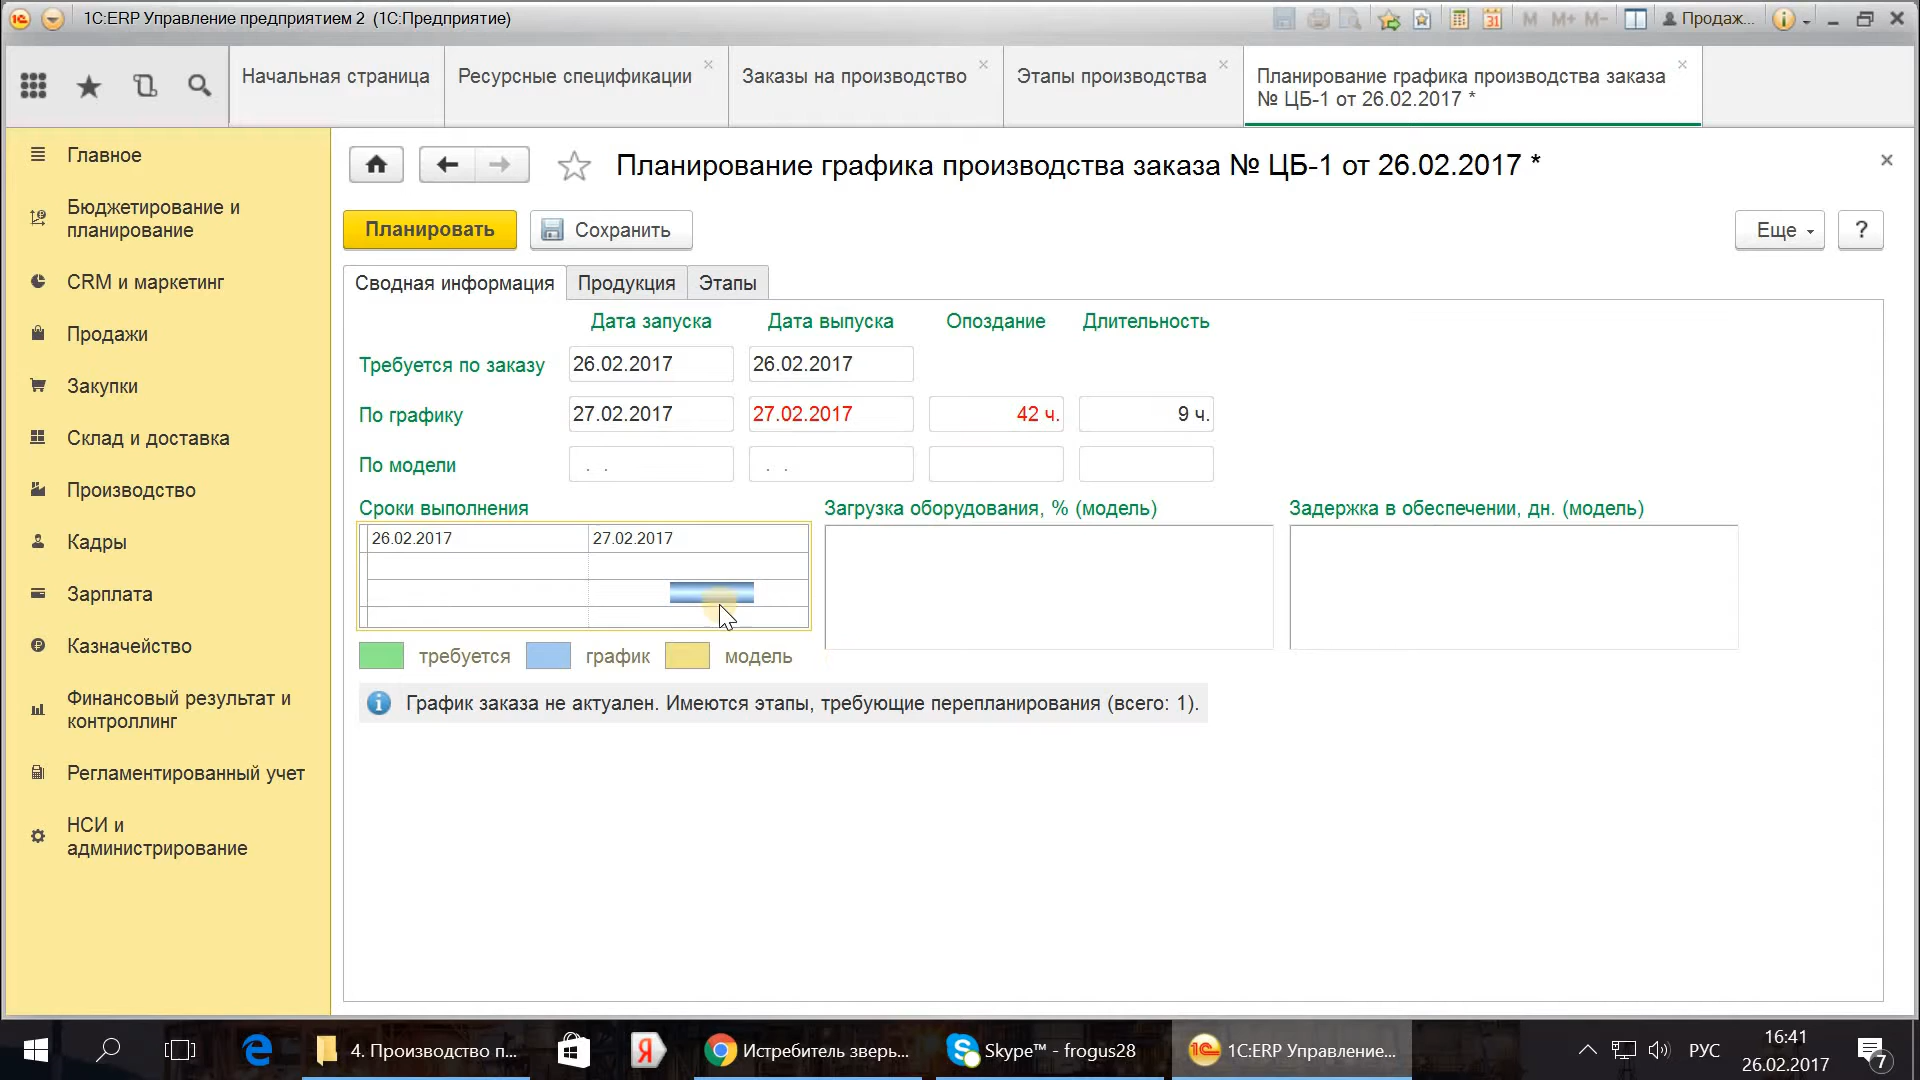 1С:ERP Управление предприятием 2 (1С:Предприятие)
M M+ M-
Продаж...
Начальная страница
Ресурсные спецификации
Заказы на производство
Этапы производства
Планирование графика производства заказа
№ ЦБ-1 от 26.02.2017 *
Главное
Бюджетирование и
планирование
CRM и маркетинг
Продажи
Закупки
Склад и доставка
Производство
Кадры
Зарплата
Казначейство
Финансовый результат и
контроллинг
Регламентированный учет
НСИ и
администрирование
Планирование графика производства заказа № ЦБ-1 от 26.02.2017 *
Планировать
Сохранить
Еще
?
Сводная информация
Продукция
Этапы
Дата запуска
Дата выпуска
Опоздание
Длительность
Требуется по заказу
26.02.2017
26.02.2017
По графику
27.02.2017
27.02.2017
42 ч.
9 ч.
По модели
. .
. .
Сроки выполнения
Загрузка оборудования, % (модель)
Задержка в обеспечении, дн. (модель)
26.02.2017
27.02.2017
требуется
график
модель
График заказа не актуален. Имеются этапы, требующие перепланирования (всего: 1).
4. Производство п...
Я
Истребитель зверь...
Skype™ - frogus28
1С:ERP Управление...
РУС
16:41
26.02.2017
7